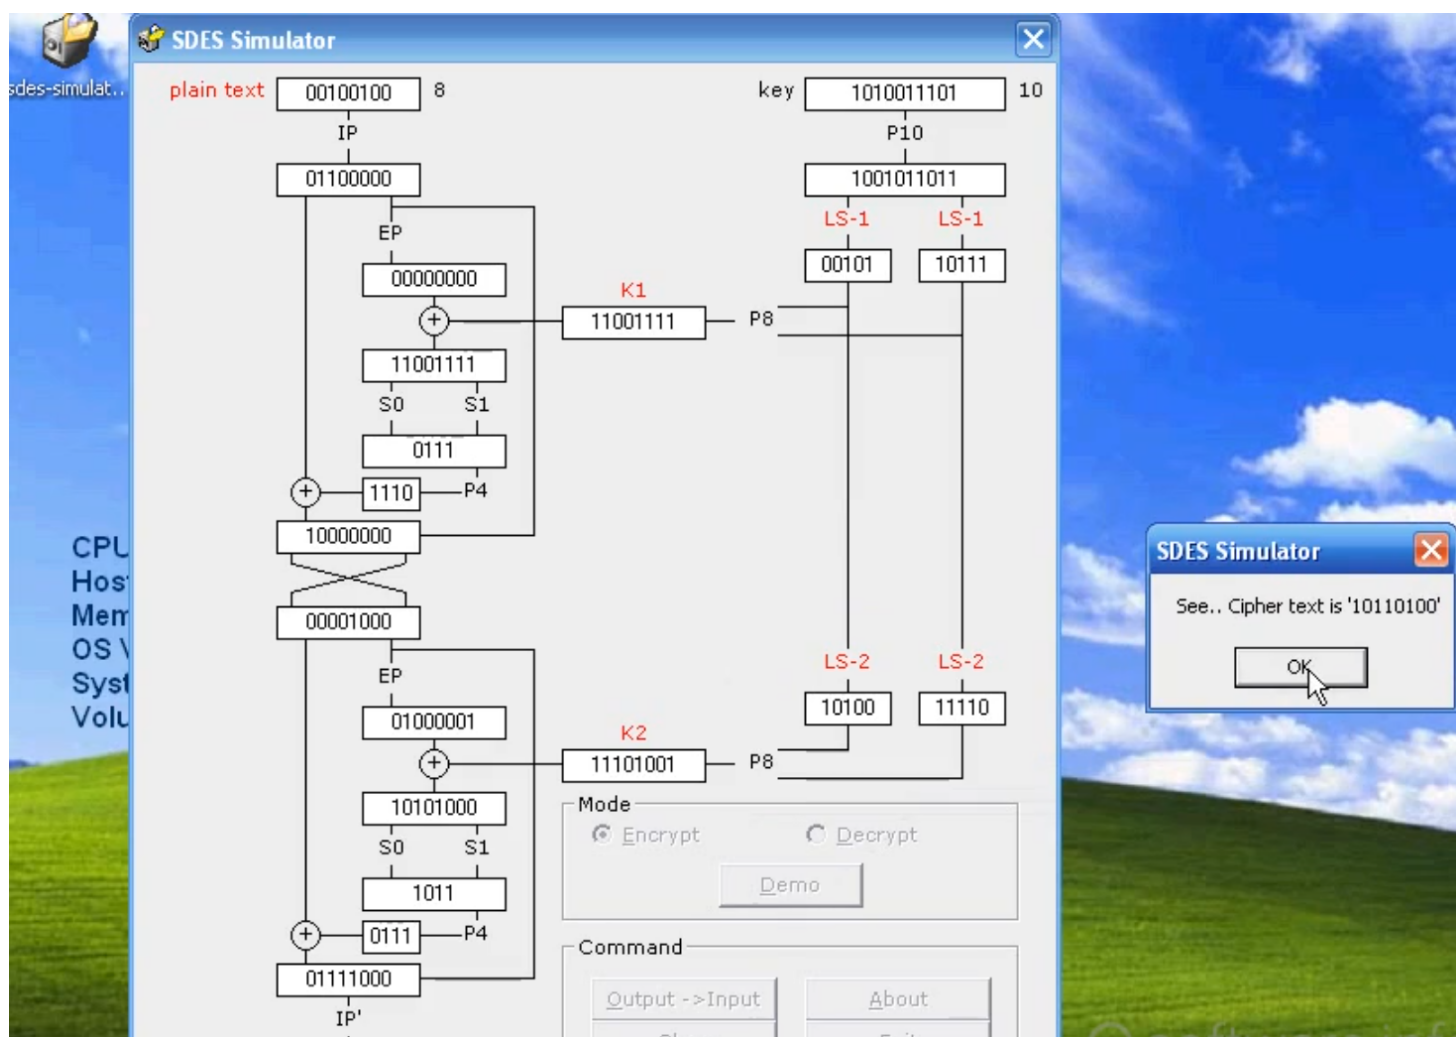 SDES Simulator
sdes-simulat..
plain text 00100100 8 key 1010011101 10
IP P10
01100000 1001011011
LS-1 LS-1
EP
00101 10111
00000000
K1
+ 11001111 P8
11001111
S0 S1
0111
+ 1110 P4
10000000
CPU
SDES Simulator
Mem
See.. Cipher text is '10110100'
00001000
OS
LS-2 LS-2
OK
EP
10100 11110
01000001
K2
+ 11101001 P8
Mode
10101000
Encrypt Decrypt
S0 S1
Demo
1011
+ 0111 P4
Command
01111000
Output ->Input About
IP'